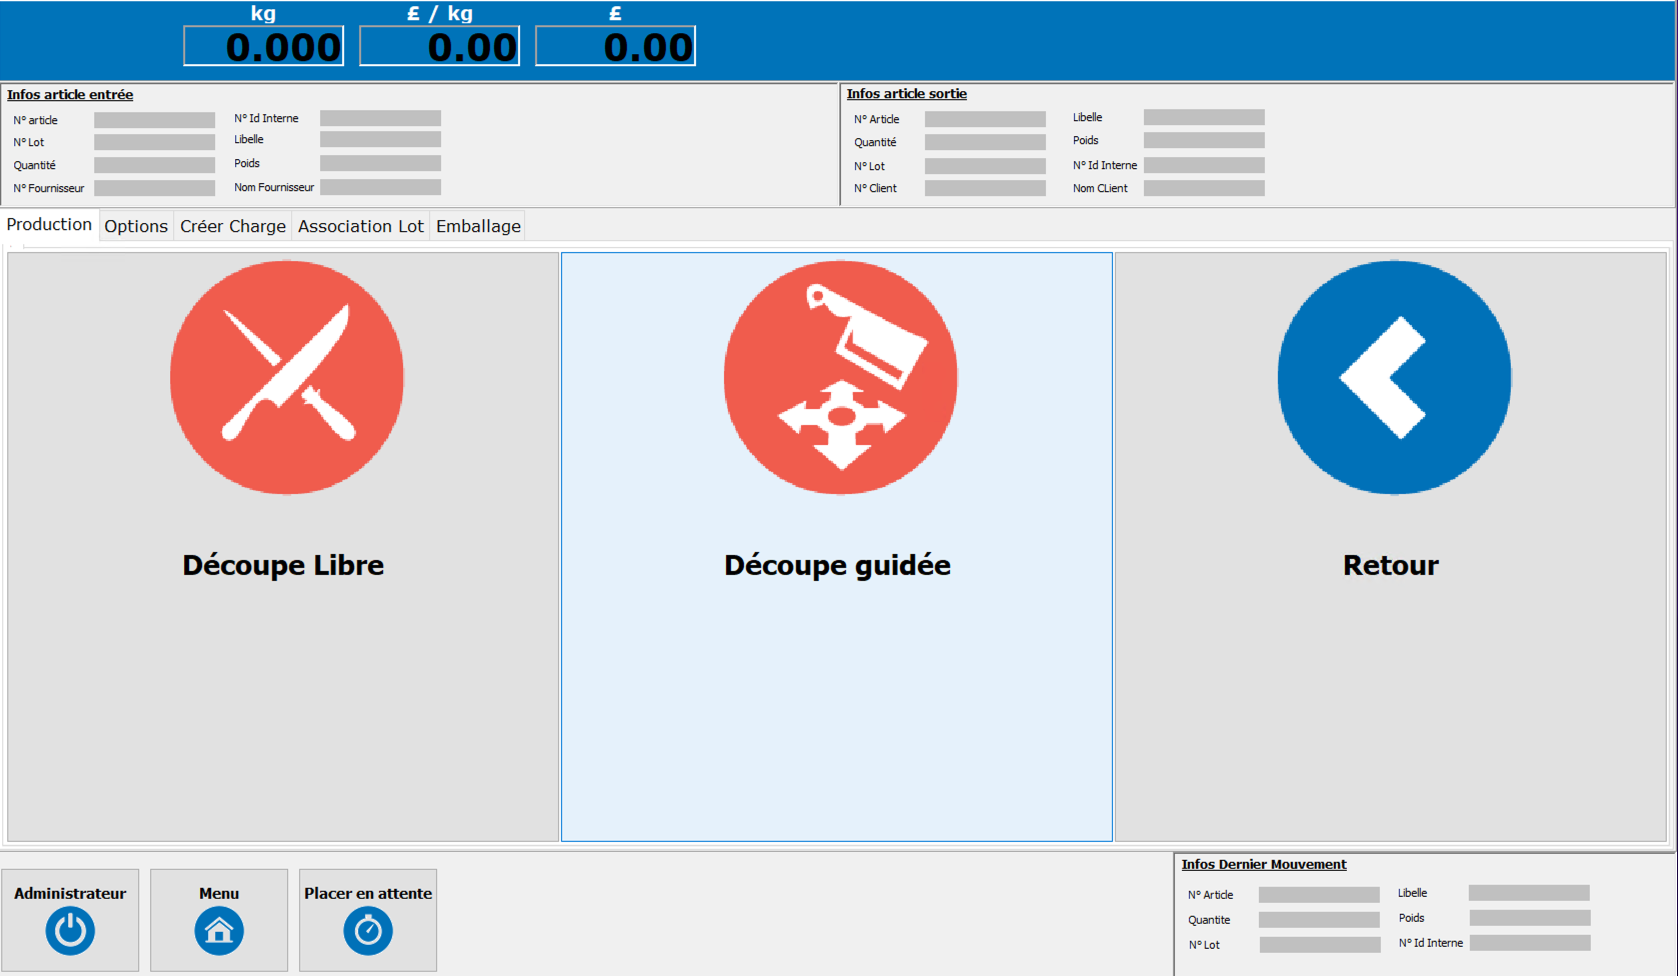 kg £ / kg £
0.000 0.00 0.00
Infos article entrée
N° article N° Id Interne
N° Lot Libelle
Quantité Poids
N° Fournisseur Nom Fournisseur
Infos article sortie
N° Article Libelle
Quantité Poids
N° Lot N° Id Interne
N° Client Nom CLient
Production Options Créer Charge Association Lot Emballage
Découpe Libre Découpe guidée Retour
Administrateur Menu Placer en attente
Infos Dernier Mouvement
N° Article Libelle
Quantite Poids
N° Lot N° Id Interne